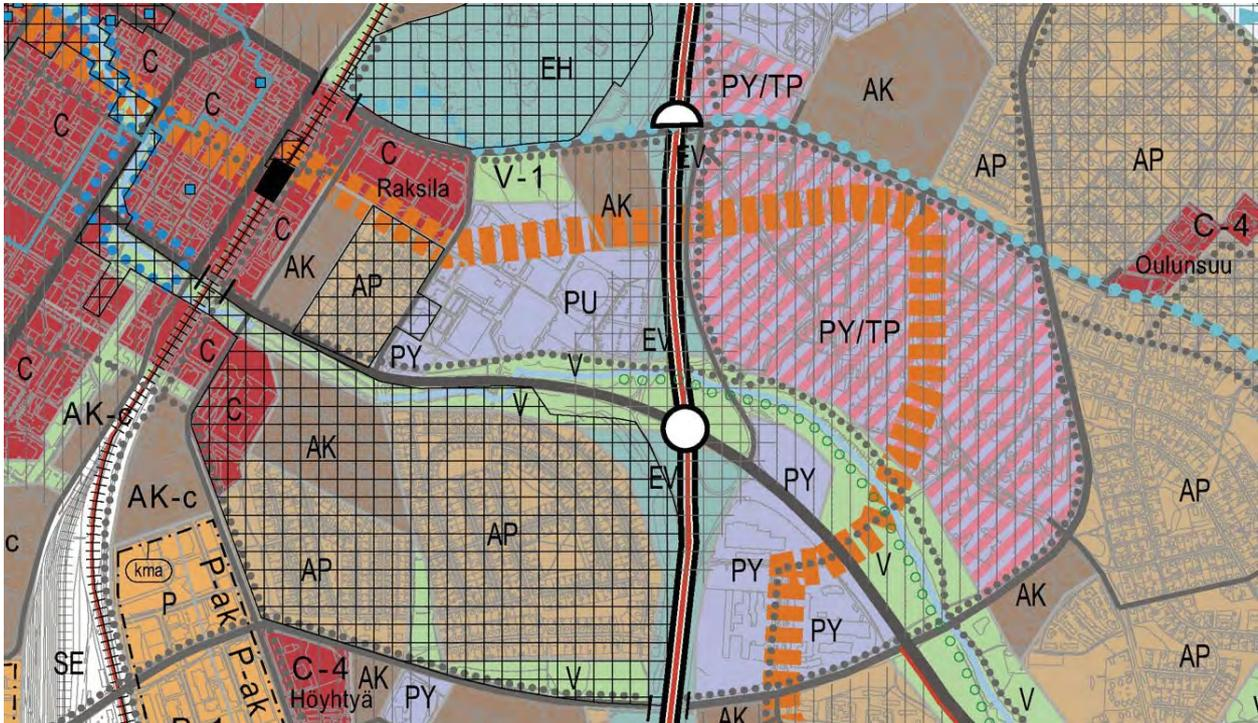 C
EH
PY/TP
AK
C
C
EV
AP
AP
C
Raksila
V-1
AK
C-4
Oulunsuu
C
AK
AP
PU
PY/TP
PY
EV
V
C
C
V
AK-c
C
AK
EV
PY
AP
AK-c
AP
c
kma
P
P-ak
AP
PY
V
AK
PY
SE
C-4
Höyhtyä
AK
PY
V
P-ak
AP
V
AK